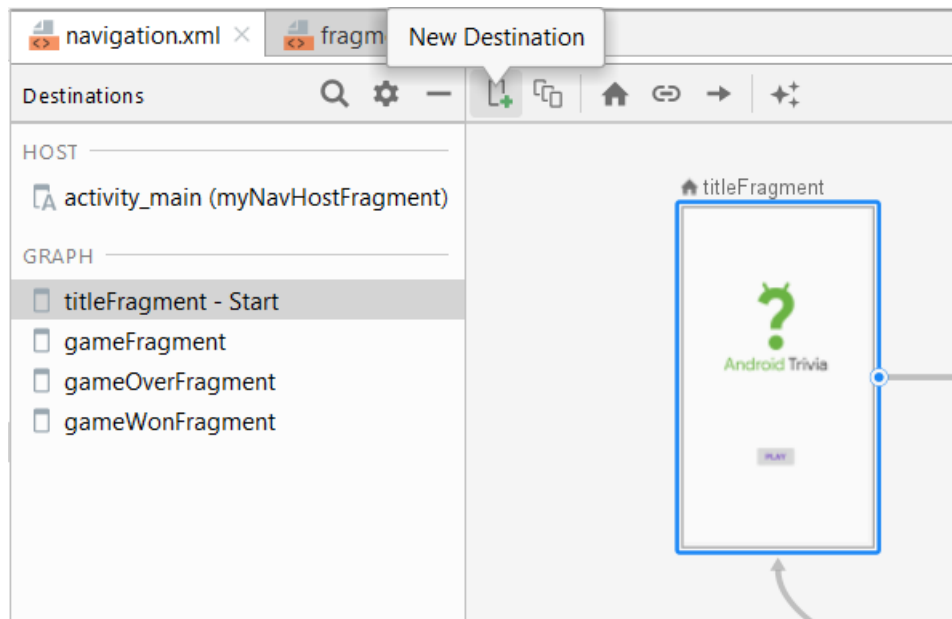 navigation.xml
fragm
New Destination
Destinations
HOST
activity_main (myNavHostFragment)
GRAPH
titleFragment - Start
gameFragment
gameOverFragment
gameWonFragment
titleFragment
?
Android Trivia
PLAY